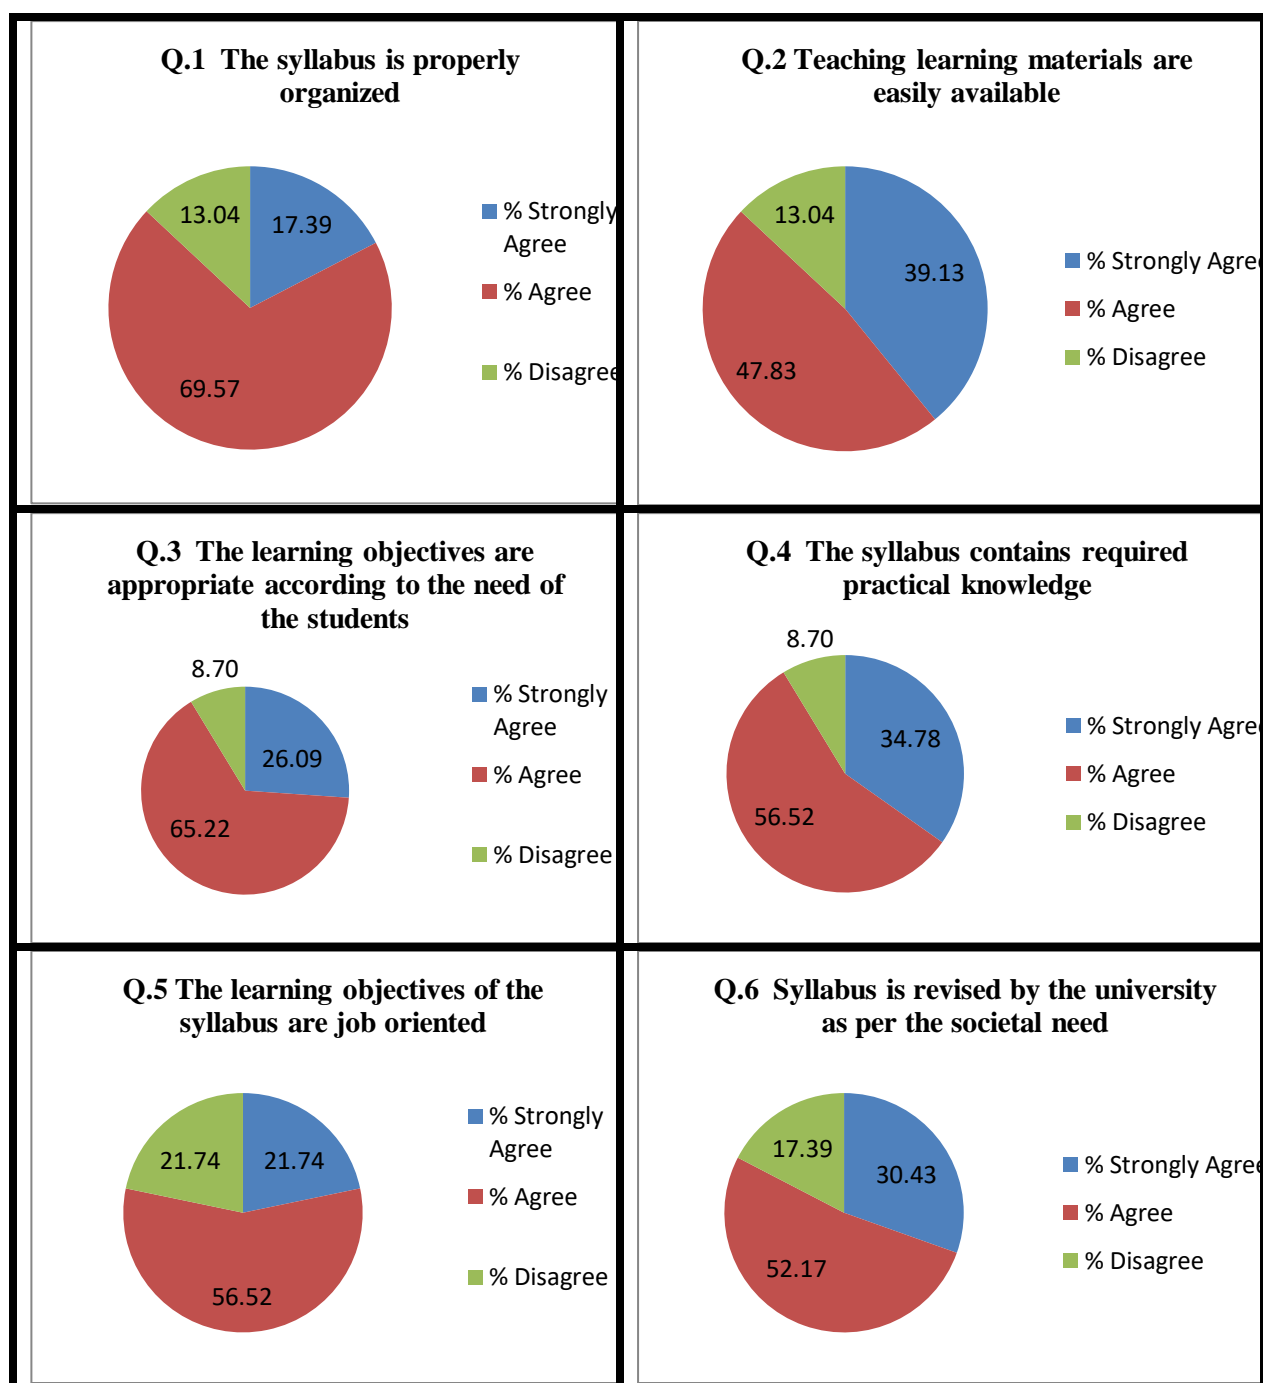 Q.1 The syllabus is properly
organized
13.04
17.39
69.57
% Strongly
Agree
% Agree
% Disagree
Q.2 Teaching learning materials are
easily available
13.04
39.13
47.83
% Strongly Agree
% Agree
% Disagree
Q.3 The learning objectives are
appropriate according to the need of
the students
8.70
26.09
65.22
% Strongly
Agree
% Agree
% Disagree
Q.4 The syllabus contains required
practical knowledge
8.70
34.78
56.52
% Strongly Agree
% Agree
% Disagree
Q.5 The learning objectives of the
syllabus are job oriented
21.74
21.74
56.52
% Strongly
Agree
% Agree
% Disagree
Q.6 Syllabus is revised by the university
as per the societal need
17.39
30.43
52.17
% Strongly Agree
% Agree
% Disagree